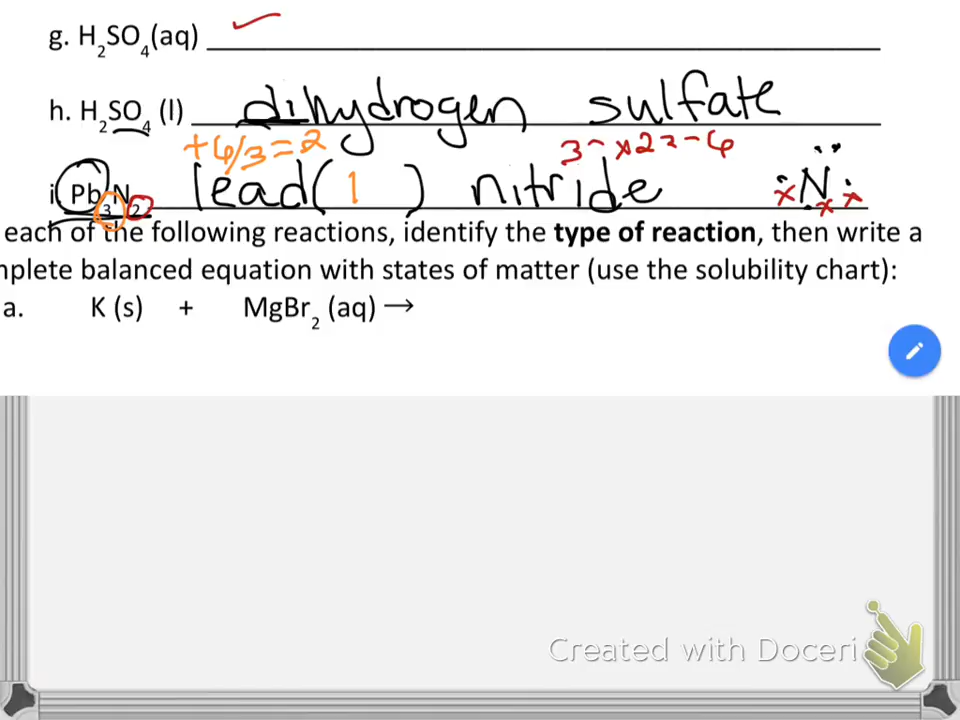 g. H₂SO₄(aq)
h. H₂SO₄ (l) dihydrogen sulfate
+6/3=2 3⁻ x2=-6
i Pb₃N₂ lead( 1 ) nitride N
each of the following reactions, identify the type of reaction, then write a
mplete balanced equation with states of matter (use the solubility chart):
a. K (s) + MgBr₂ (aq) →
Created with Doceri